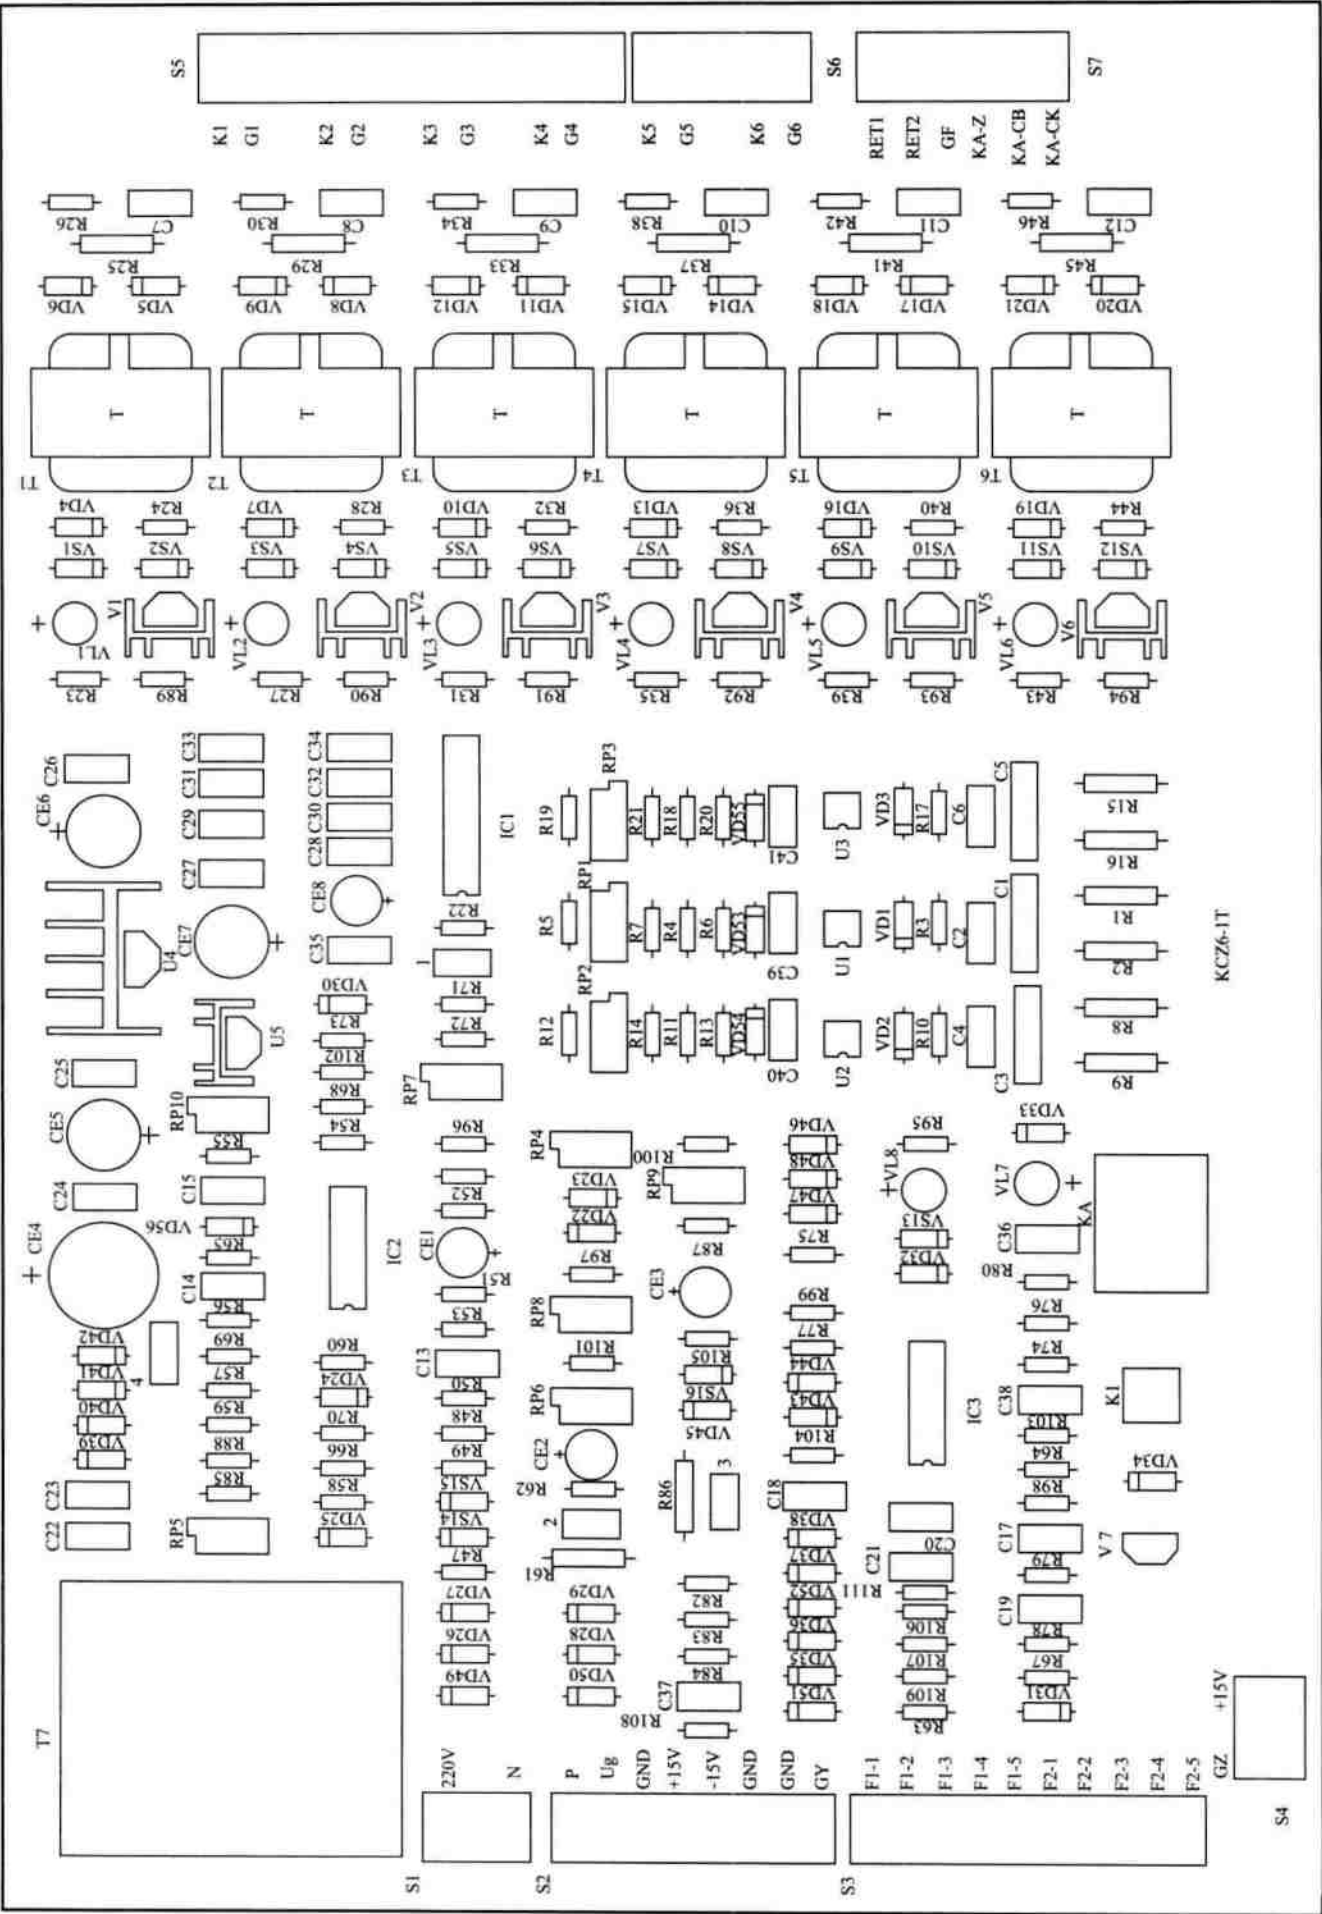 S5
S6
S7
K1
G1
K2
G2
K3
G3
K4
G4
K5
G5
K6
G6
RET1
RET2
GF
KA-Z
KA-CB
KA-CK
R26
C7
R30
C8
R34
C9
R38
C10
R42
C11
R46
C12
R25
R29
R33
R37
R41
R45
VD6
VD5
VD9
VD8
VD12
VD11
VD15
VD14
VD18
VD17
VD21
VD20
T
T
T
T
T
T
T1
T2
T3
T4
T5
T6
VD4
R24
VD7
R28
VD10
R32
VD13
R36
VD16
R40
VD19
R44
VS1
VS2
VS3
VS4
VS5
VS6
VS7
VS8
VS9
VS10
VS11
VS12
+
V1
+
V2
+
V3
+
V4
+
V5
+
V6
VL1
VL2
VL3
VL4
VL5
VL6
R23
R89
R27
R90
R31
R91
R35
R92
R39
R93
R43
R94
C26
C33
C34
C31
C32
CE6
+
C29
C30
C28
C27
IC1
CE8
+
R22
U4
CE7
+
C35
1
VD30
R71
U5
R73
R72
R102
C25
RP10
R68
RP7
CE5
+
R54
R96
R55
C24
C15
R52
VD56
IC2
CE1
+
CE4
+
R65
C14
R51
R56
R53
RP3
R19
R21
R18
R20
VD55
C41
U3
VD3
R17
C6
C5
R15
R16
RP1
R5
R7
R4
R6
VD53
C39
U1
VD1
R3
C2
C1
R1
R2
RP2
R12
R14
R11
R13
VD54
C40
U2
VD2
R10
C4
C3
R8
R9
KCZ6-1T
RP4
R100
VD46
R95
VD33
VD23
RP9
VD48
VL8
+
VL7
+
VD22
VD47
VS13
KA
R97
R87
R75
VD32
C36
RP8
CE3
+
R99
R80
R101
R105
R77
R76
VD42
R69
R60
C13
VD44
R74
VD41
4
R57
VD24
R50
RP6
VS16
VD43
IC3
C38
K1
VD40
R59
R70
R48
VD45
R104
R103
VD39
R88
R66
R49
CE2
+
R64
VD34
C23
R85
R58
VS15
R62
R86
3
C18
R98
C22
RP5
VD25
VS14
2
VD38
C20
C17
V7
R47
R61
VD37
C21
R79
T7
VD27
VD29
R82
VD52
R111
C19
VD26
VD28
R83
VD36
R106
R78
VD49
VD50
R84
VD35
R107
R67
C37
VD51
R109
VD31
R108
R63
220V
N
P
Ug
GND
+15V
-15V
GND
GND
GY
F1-1
F1-2
F1-3
F1-4
F1-5
F2-1
F2-2
F2-3
F2-4
F2-5
GZ
+15V
S1
S2
S3
S4